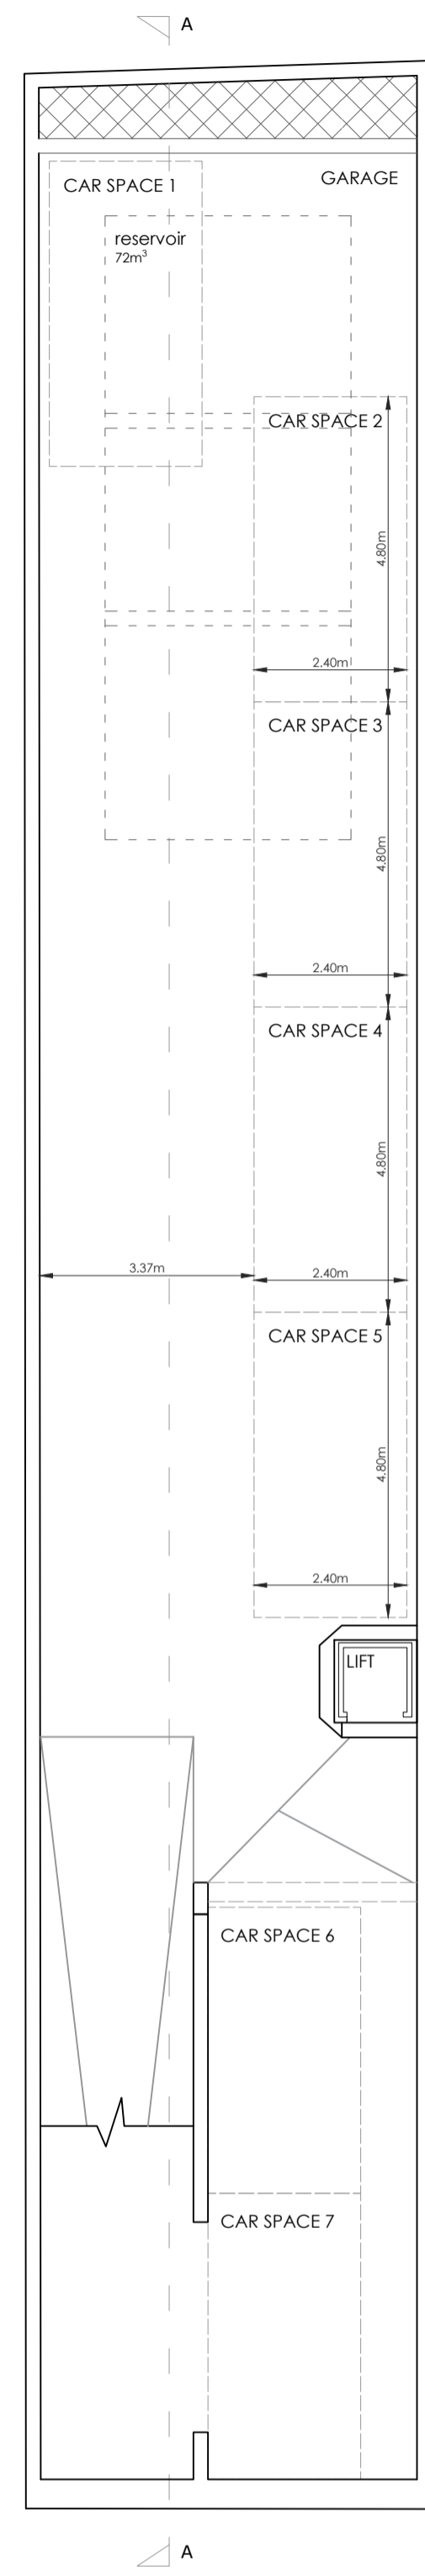 A
CAR SPACE 1
GARAGE
reservoir
72m³
CAR SPACE 2
4.80m
2.40m
CAR SPACE 3
4.80m
2.40m
CAR SPACE 4
4.80m
3.37m
2.40m
CAR SPACE 5
4.80m
2.40m
LIFT
CAR SPACE 6
CAR SPACE 7
A